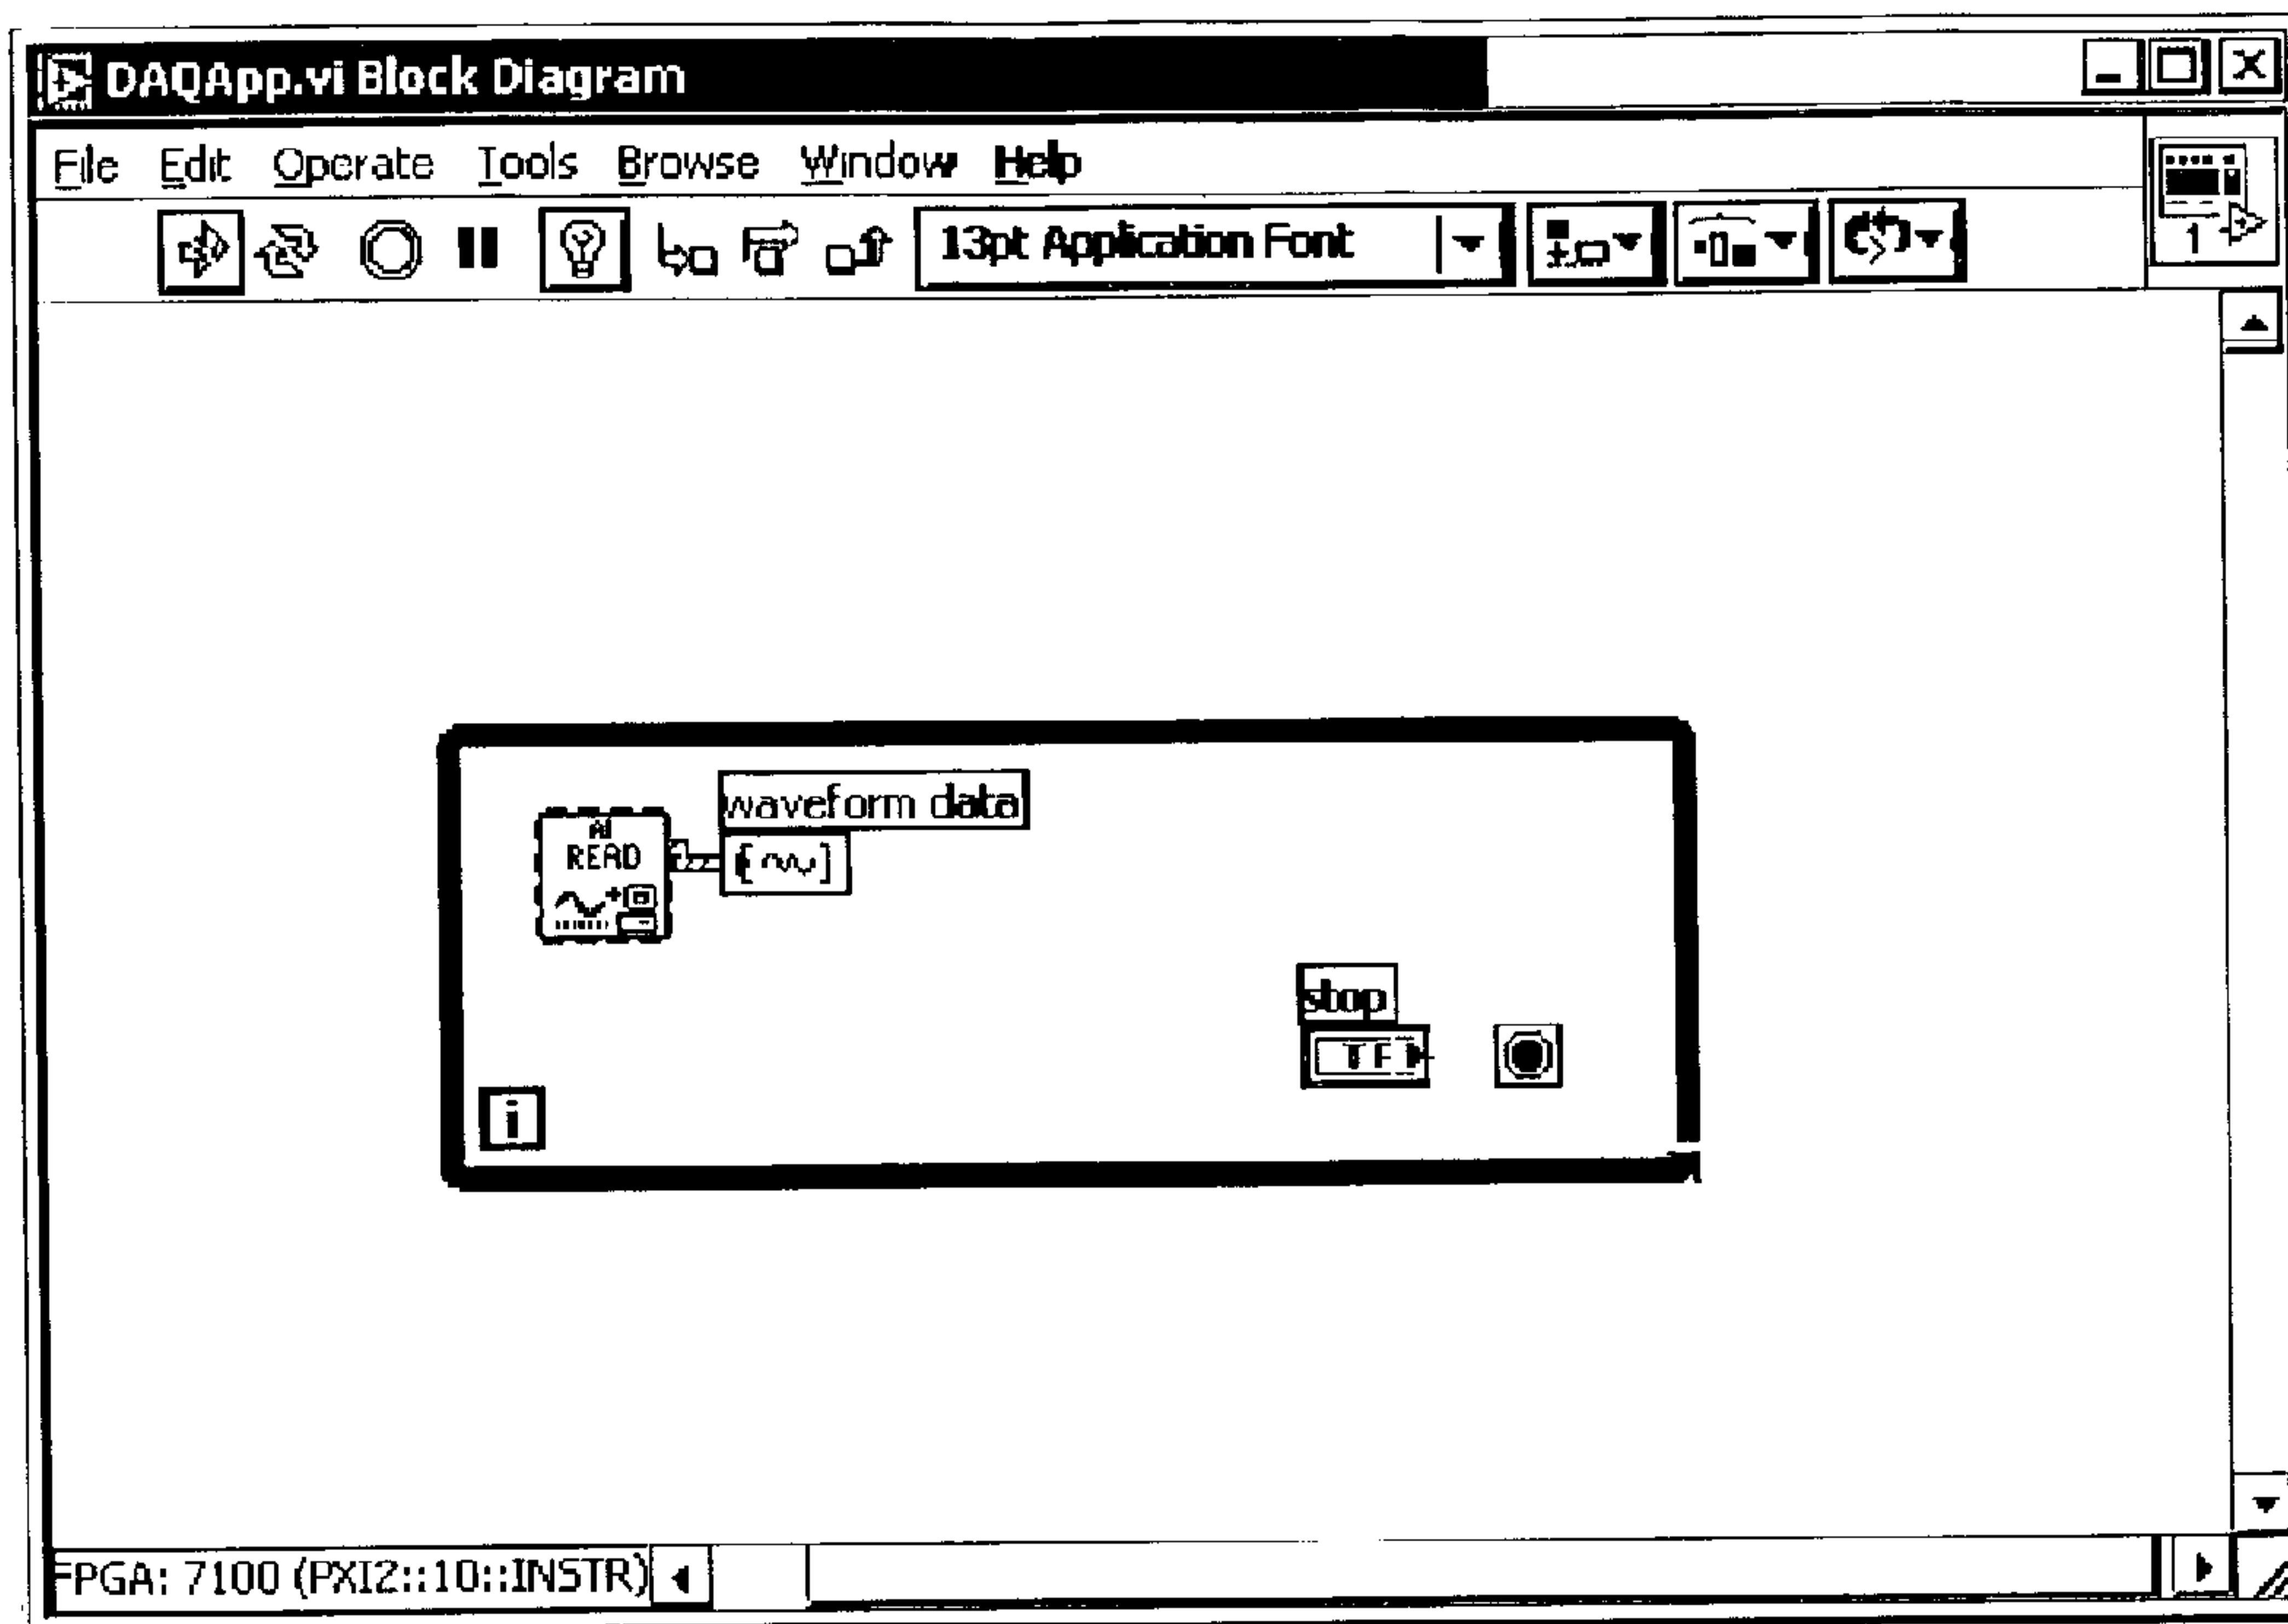 DAQApp.vi Block Diagram
File Edit Operate Tools Browse Window Help
13pt Application Font
1
waveform data
AI
READ
stop
TF
i
FPGA: 7100 (PXI2::10::INSTR)